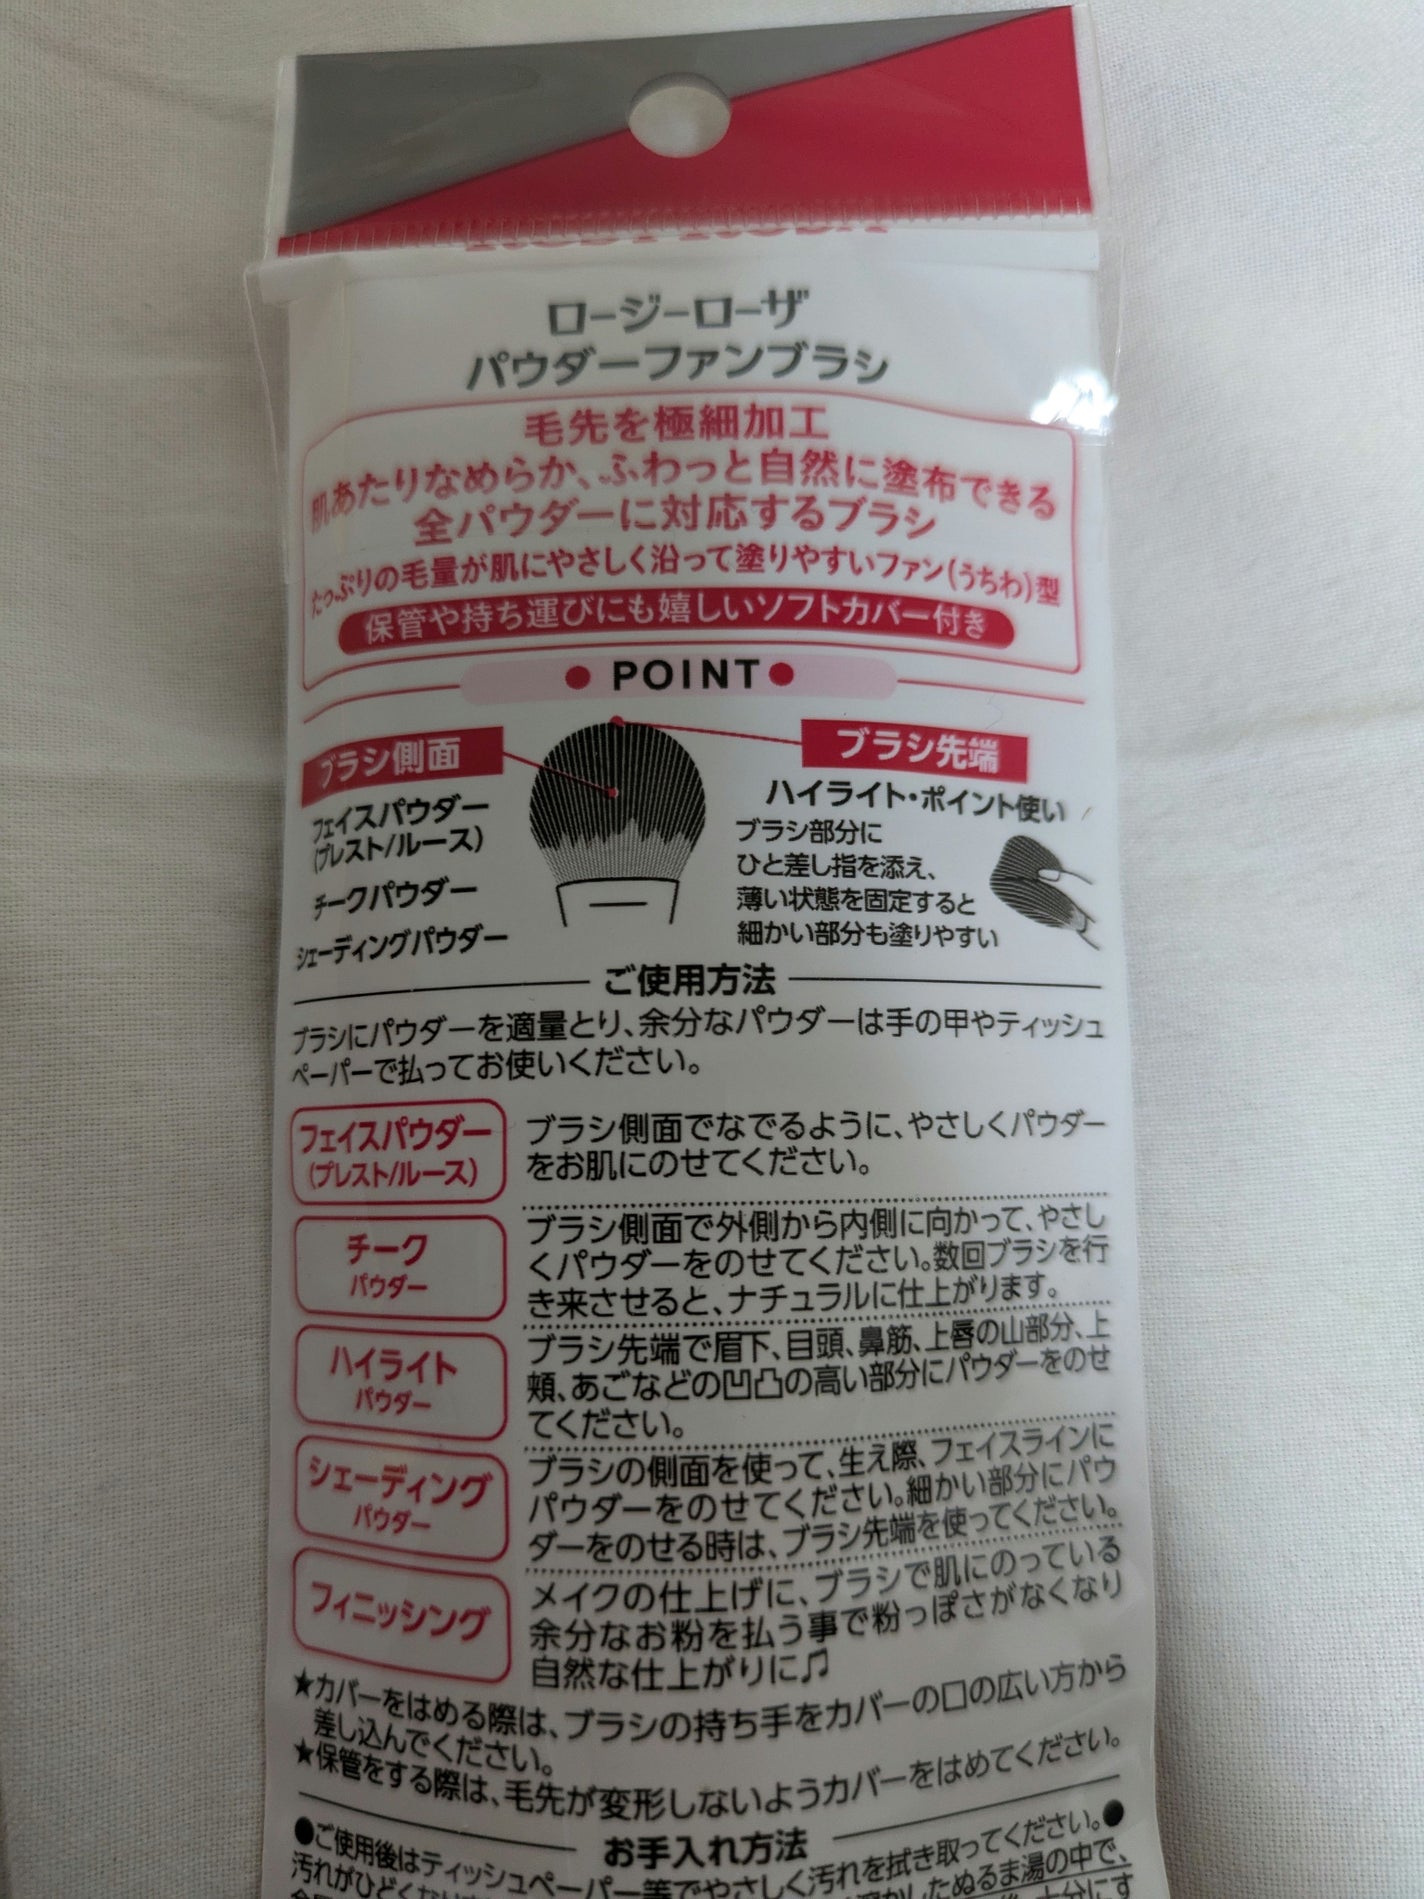 ロージーローザ
パウダーファンブラシ
毛先を極細加工
肌あたりなめらか、ふわっと自然に塗布できる
全パウダーに対応するブラシ
たっぷりの毛量が肌にやさしく沿って塗りやすいファン(うちわ)型
保管や持ち運びにも嬉しいソフトカバー付き
●POINT●
ブラシ側面
フェイスパウダー
(プレスト/ルース)
チークパウダー
シェーディングパウダー
ブラシ先端
ハイライト・ポイント使い
ブラシ部分に
ひと差し指を添え、
薄い状態を固定すると
細かい部分も塗りやすい
ご使用方法
ブラシにパウダーを適量とり、余分なパウダーは手の甲やティッシュ
ペーパーで払ってお使いください。
フェイスパウダー
(プレスト/ルース)
ブラシ側面でなでるように、やさしくパウダー
をお肌にのせてください。
チーク
パウダー
ブラシ側面で外側から内側に向かって、やさし
くパウダーをのせてください。数回ブラシを行
き来させると、ナチュラルに仕上がります。
ハイライト
パウダー
ブラシ先端で眉下、目頭、鼻筋、上唇の山部分、上
頬、あごなどの凹凸の高い部分にパウダーをのせ
てください。
シェーディング
パウダー
ブラシの側面を使って、生え際、フェイスラインに
パウダーをのせてください。細かい部分にパウ
ダーをのせる時は、ブラシ先端を使ってください。
フィニッシング
メイクの仕上げに、ブラシで肌にのっている
余分なお粉を払う事で粉っぽさがなくなり
自然な仕上がりに♫
★カバーをはめる際は、ブラシの持ち手をカバーの口の広い方から
差し込んでください。
★保管をする際は、毛先が変形しないようカバーをはめてください。
お手入れ方法
●ご使用後はティッシュペーパー等でやさしく汚れを拭き取ってください。●
汚れがひどく
したぬるま湯の中で、
十分にす